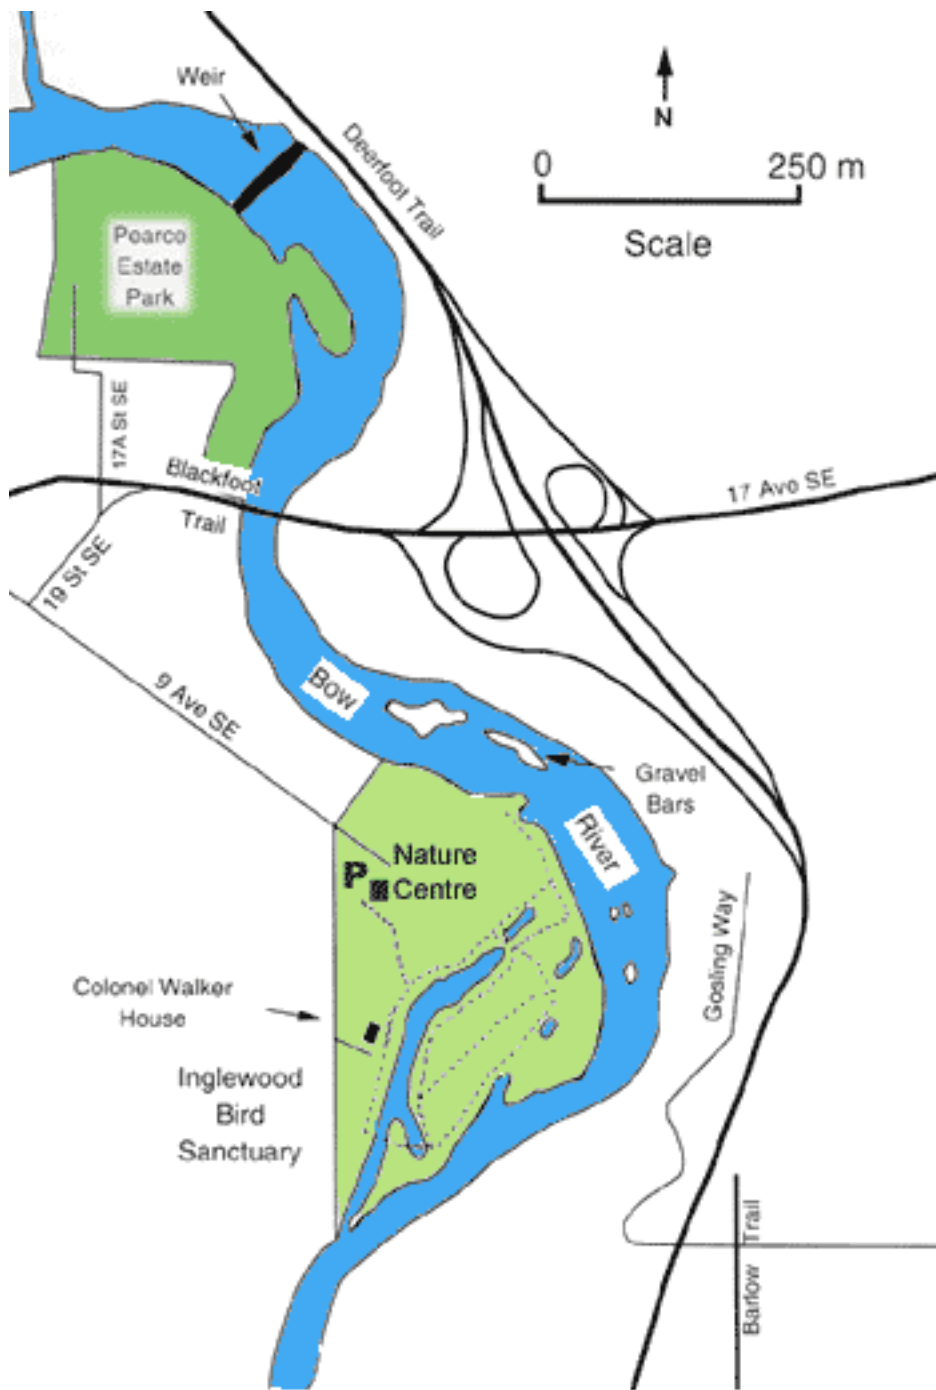 Weir
Deerfoot Trail
N
0
250 m
Scale
Pearce
Estate
Park
17A St SE
Blackfoot
Trail
17 Ave SE
19 St SE
9 Ave SE
Bow
River
Gravel
Bars
P
Nature
Centre
Gosling Way
Colonel Walker
House
Inglewood
Bird
Sanctuary
Barlow Trail